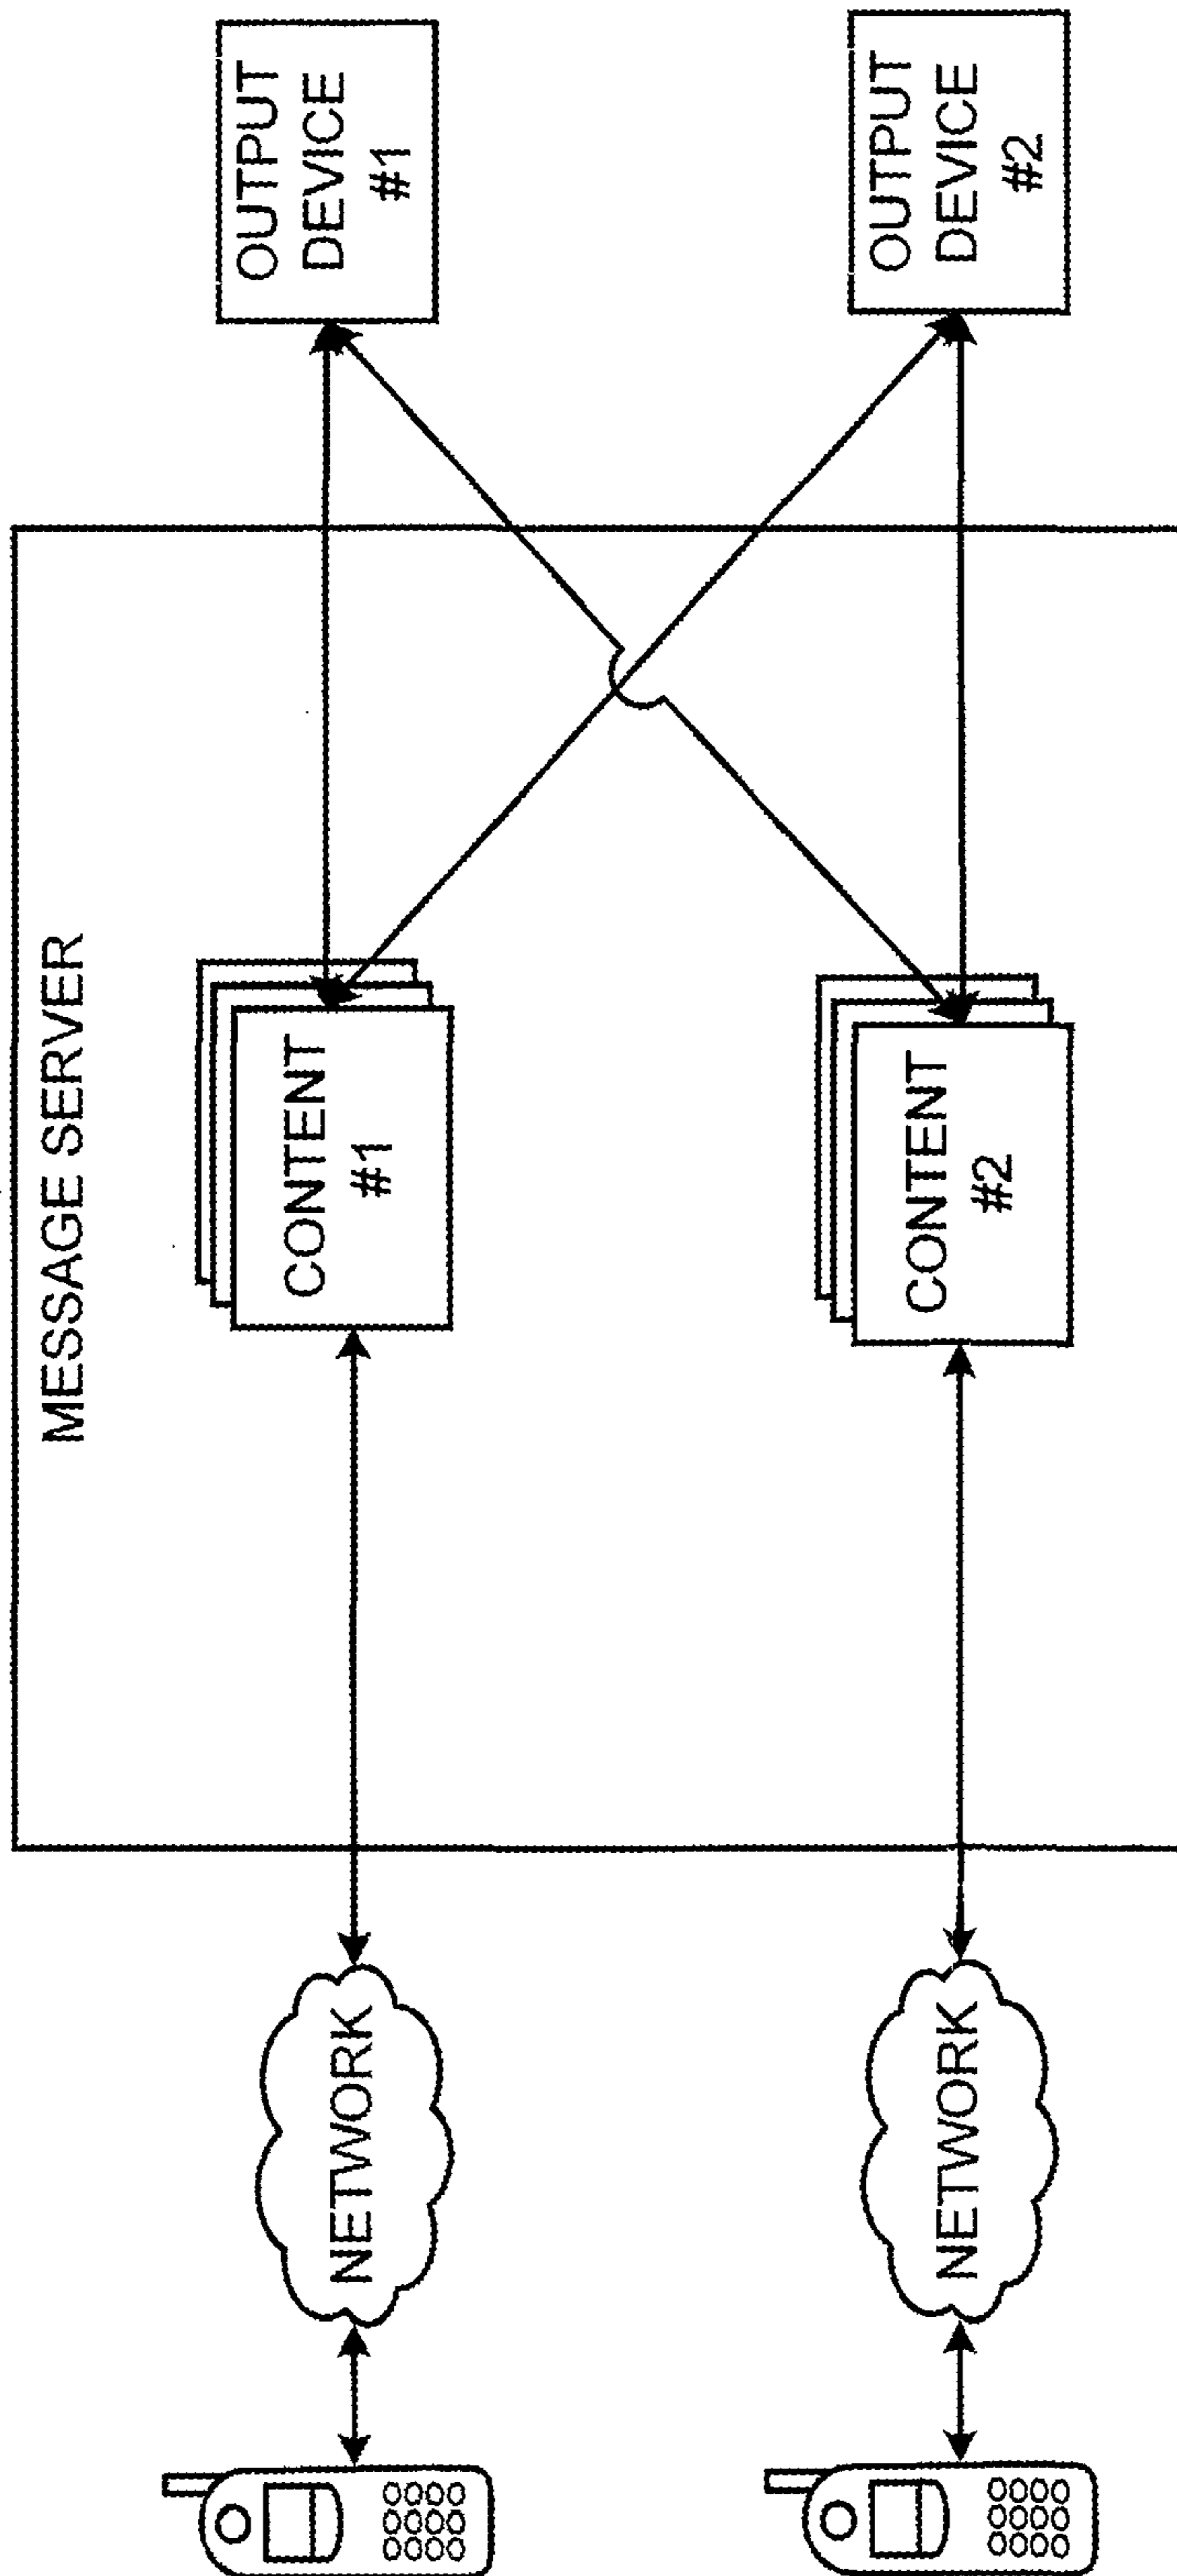 MESSAGE SERVER
NETWORK
CONTENT
#1
OUTPUT
DEVICE
#1
NETWORK
CONTENT
#2
OUTPUT
DEVICE
#2